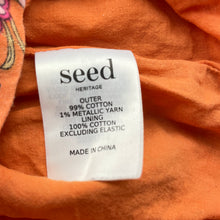 seed
HERITAGE
OUTER
99% COTTON
1% METALLIC YARN
LINING
100% COTTON
EXCLUDING ELASTIC
MADE IN CHINA